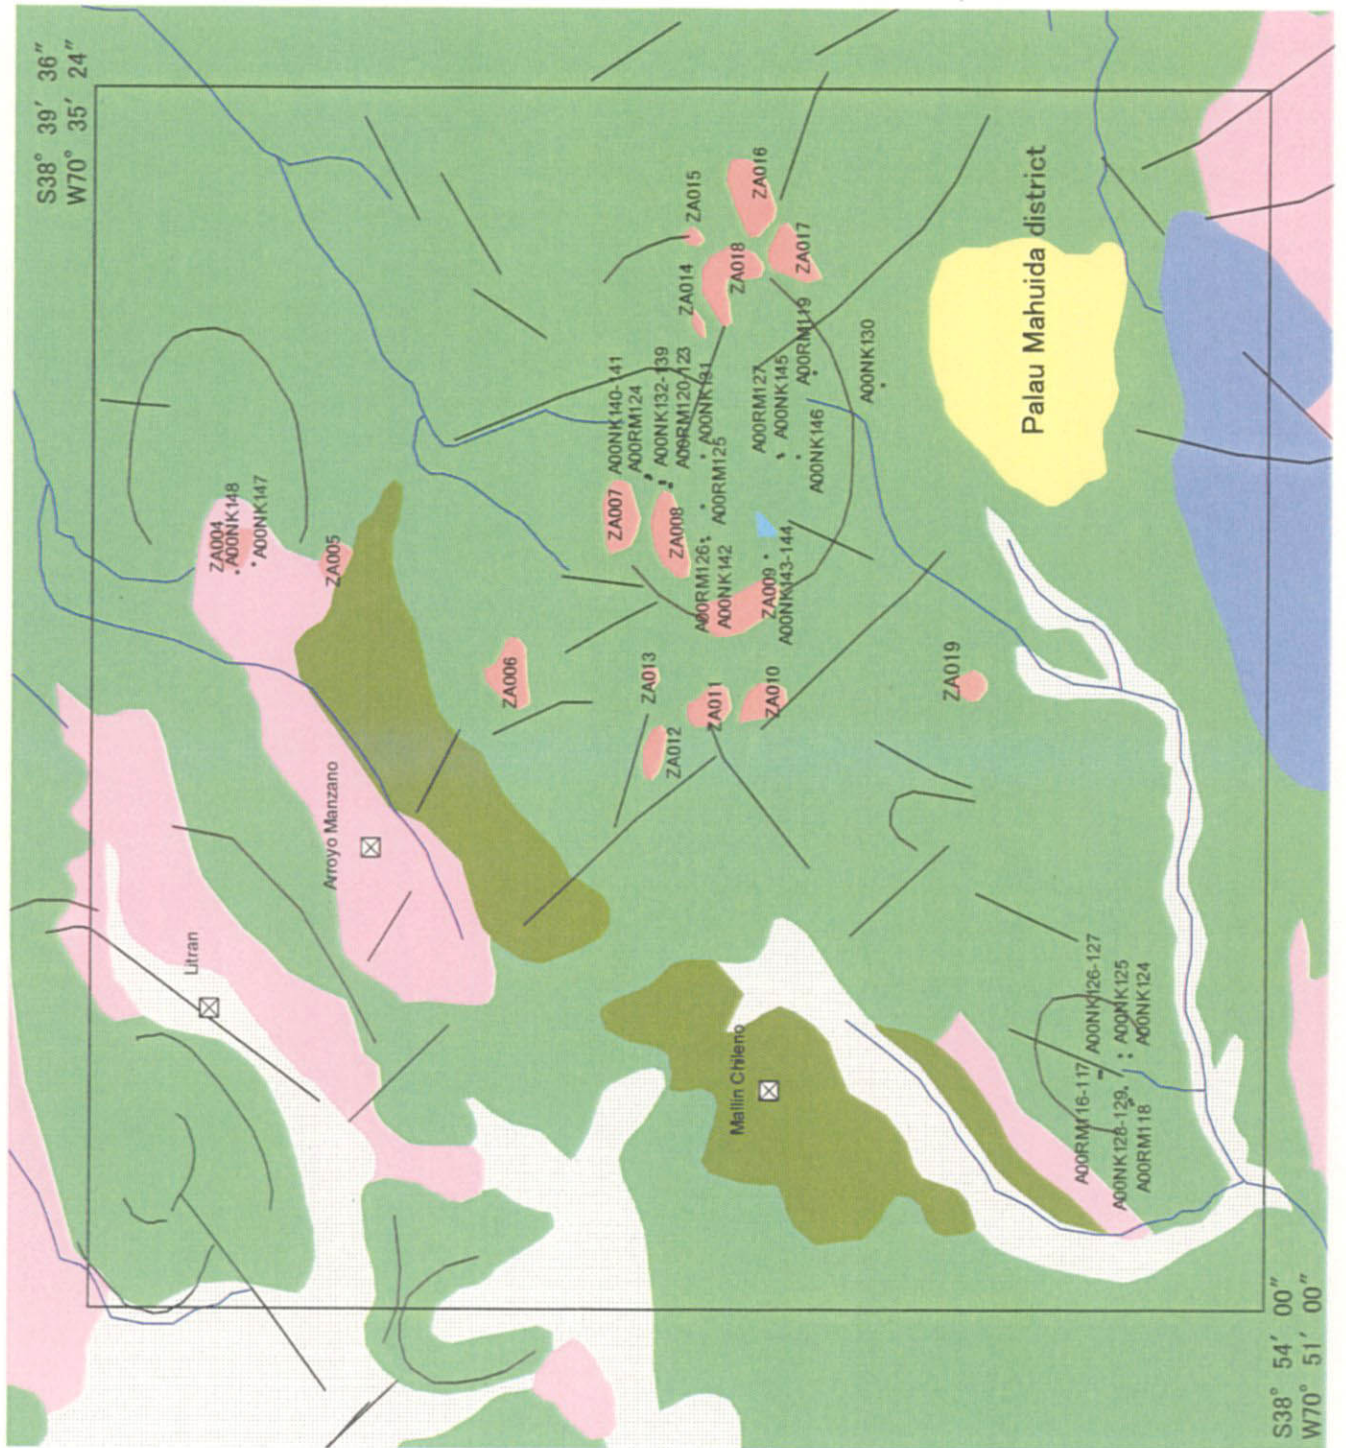 S38° 39′ 36″
W70° 35′ 24″
ZA016
ZA015
ZA017
ZA018
ZA014
Palau Mahuida district
A00RM119
A00NK130
A00NK140-141
A00RM124
A00NK132-139
A00RM120/123
A00NK131
A00RM127
A00NK145
A00NK146
A00RM125
ZA007
ZA008
ZA004
A00NK148
A00NK147
ZA005
A00RM126
A00NK142
ZA009
A00NK143-144
ZA006
ZA013
ZA011
ZA010
ZA012
ZA019
Arroyo Manzano
Litran
Mallin Chileno
A00RM116-117
A00NK126-127
A00NK125
A00NK124
A00NK128-129
A00RM118
S38° 54′ 00″
W70° 51′ 00″